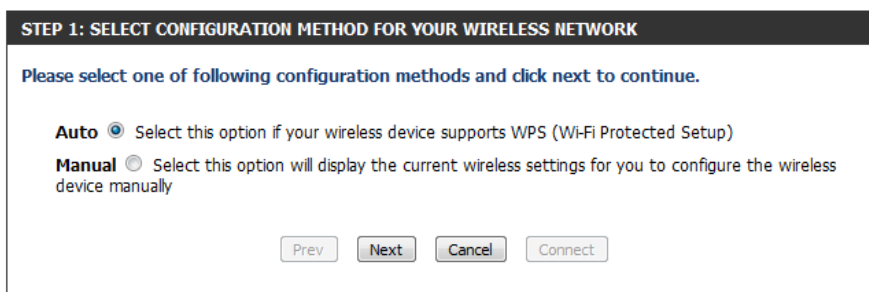 STEP 1: SELECT CONFIGURATION METHOD FOR YOUR WIRELESS NETWORK
Please select one of following configuration methods and click next to continue.
Auto Select this option if your wireless device supports WPS (Wi-Fi Protected Setup)
Manual Select this option will display the current wireless settings for you to configure the wireless
device manually
Prev Next Cancel Connect